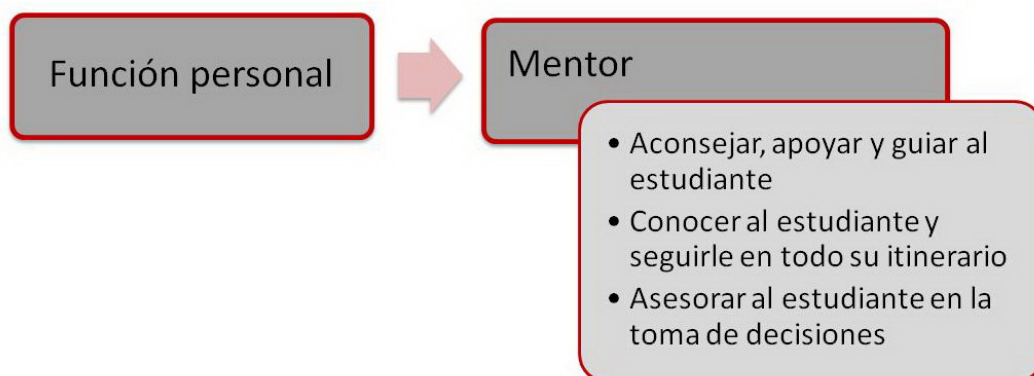 Función personal
Mentor
• Aconsejar, apoyar y guiar al
estudiante
• Conocer al estudiante y
seguirle en todo su itinerario
• Asesorar al estudiante en la
toma de decisiones